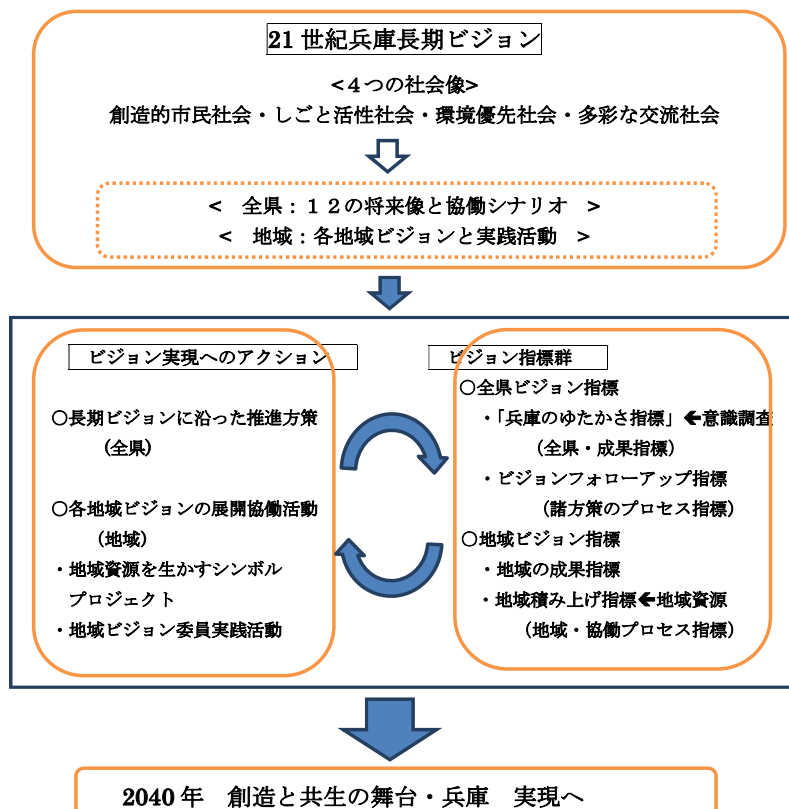 21世紀兵庫長期ビジョン
<４つの社会像>
創造的市民社会・しごと活性社会・環境優先社会・多彩な交流社会
<　全県：１２の将来像と協働シナリオ　>
<　地域：各地域ビジョンと実践活動　>
ビジョン実現へのアクション
○長期ビジョンに沿った推進方策
(全県)
○各地域ビジョンの展開協働活動
（地域）
・地域資源を生かすシンボル
プロジェクト
・地域ビジョン委員実践活動
ビジョン指標群
○全県ビジョン指標
・「兵庫のゆたかさ指標」←意識調査
（全県・成果指標）
・ビジョンフォローアップ指標
（諸方策のプロセス指標）
○地域ビジョン指標
・地域の成果指標
・地域積み上げ指標←地域資源
（地域・協働プロセス指標）
2040年　創造と共生の舞台・兵庫　実現へ